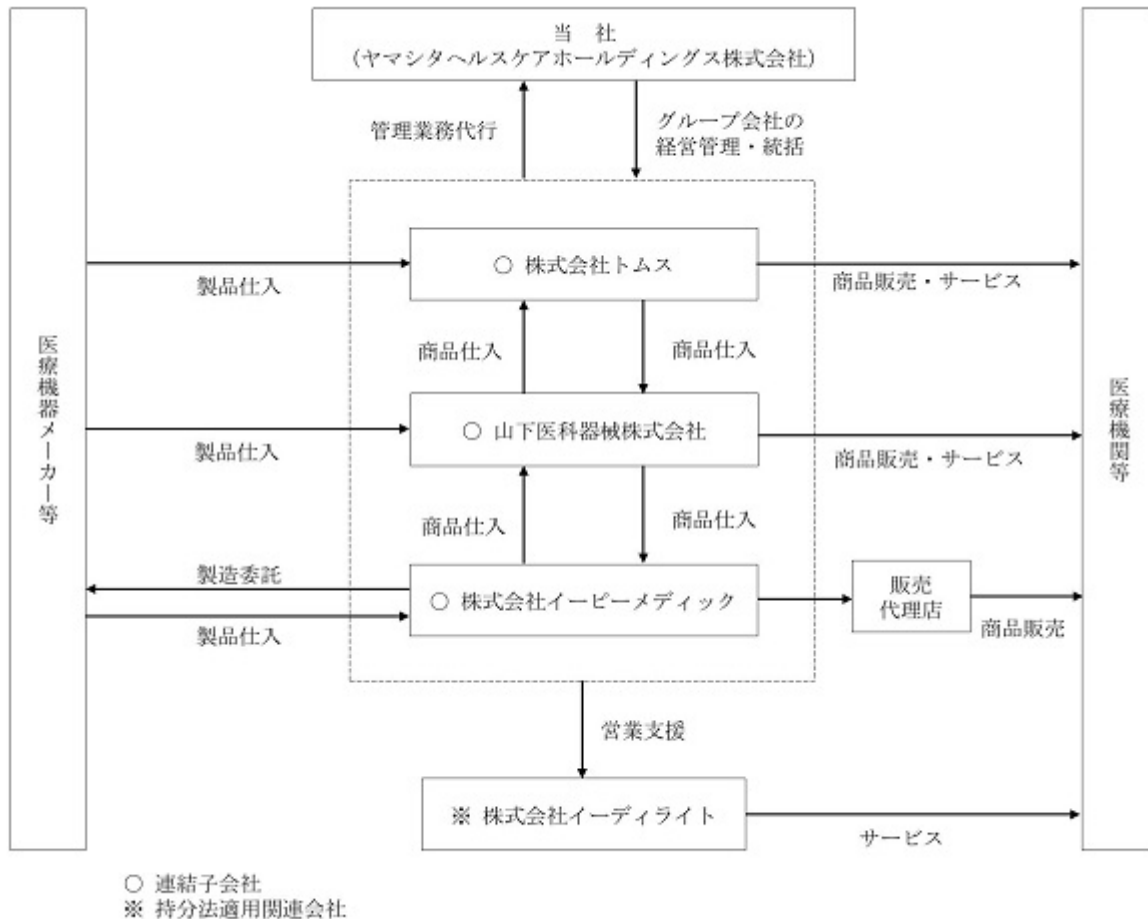 当 社
(ヤマシタヘルスケアホールディングス株式会社)
管理業務代行
グループ会社の
経営管理・統括
○ 株式会社トムス
製品仕入
商品販売・サービス
商品仕入
商品仕入
医療機器メーカー等
医療機関等
○ 山下医科器械株式会社
製品仕入
商品販売・サービス
商品仕入
商品仕入
製造委託
○ 株式会社イーピーメディック
製品仕入
販売
代理店
商品販売
営業支援
※ 株式会社イーディライト
サービス
○ 連結子会社
※ 持分法適用関連会社